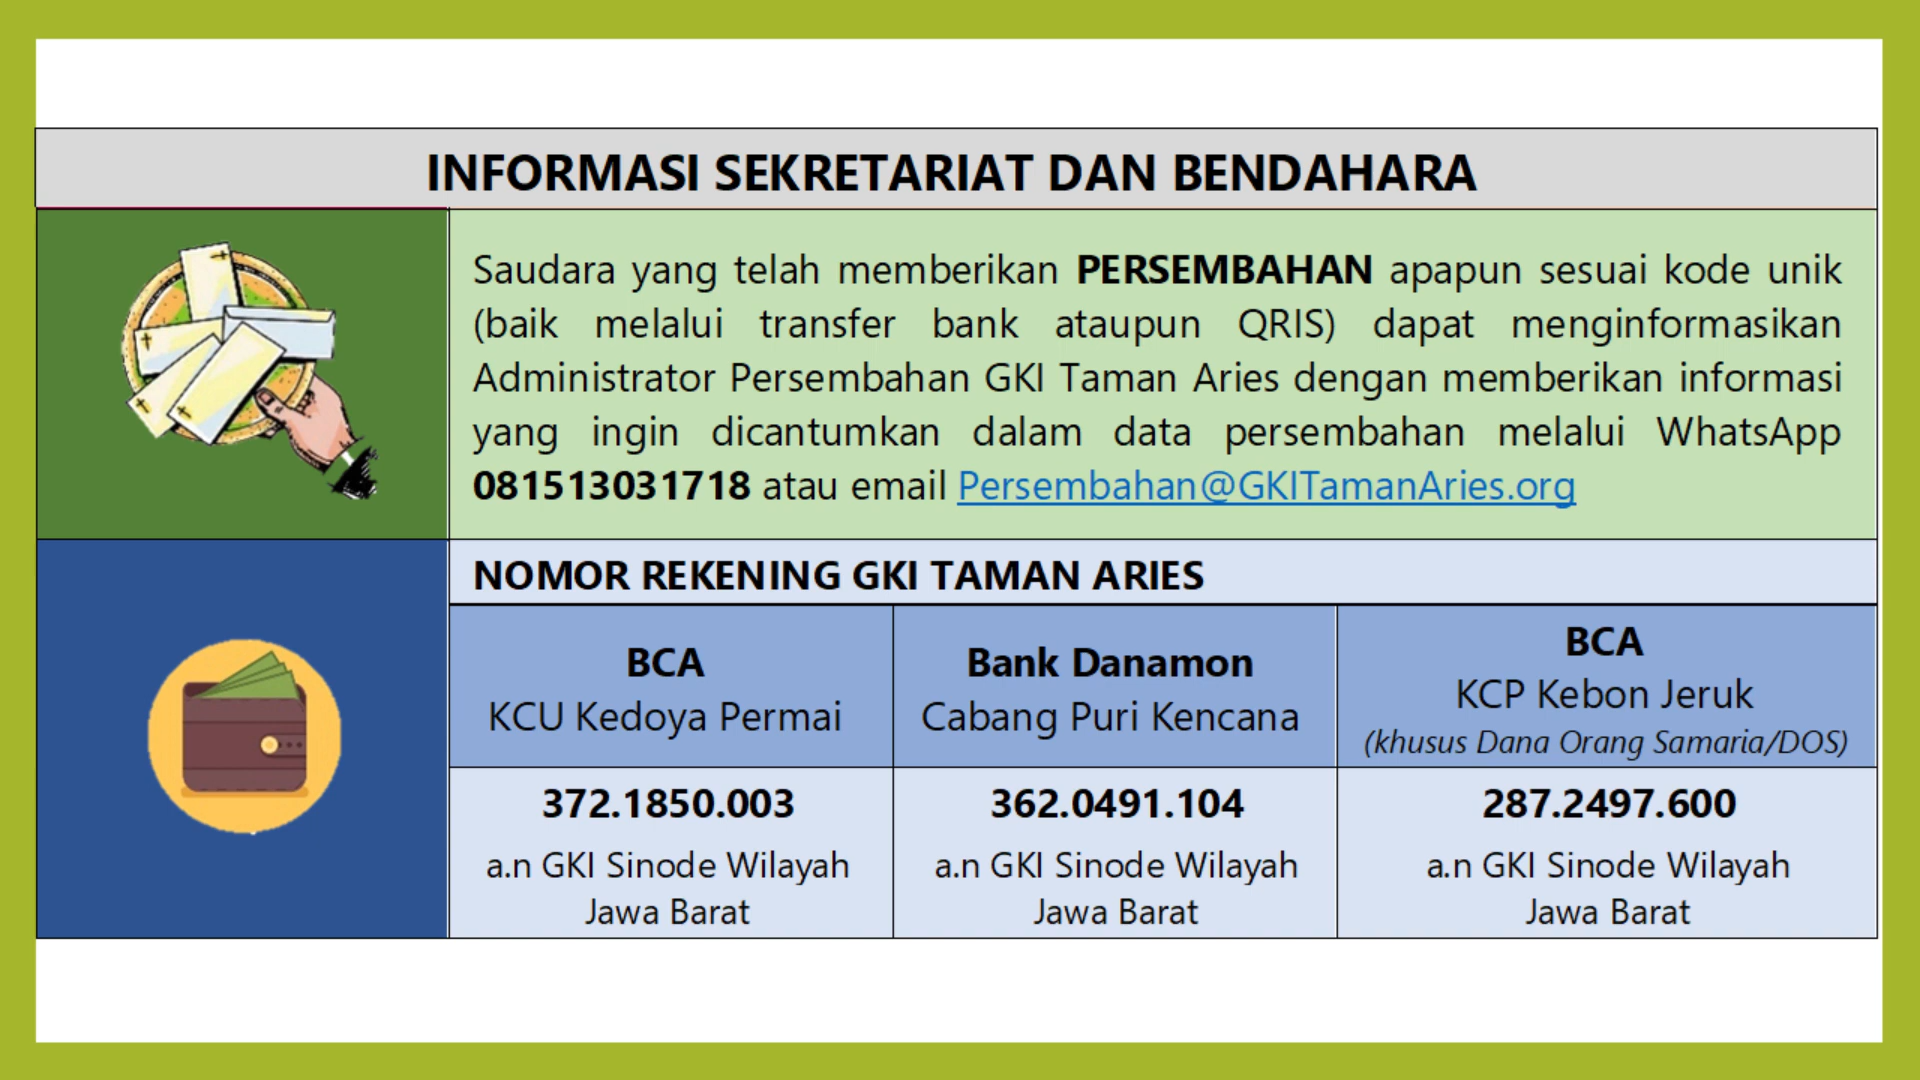 INFORMASI SEKRETARIAT DAN BENDAHARA
Saudara yang telah memberikan PERSEMBAHAN apapun sesuai kode unik
(baik melalui transfer bank ataupun QRIS) dapat menginformasikan
Administrator Persembahan GKI Taman Aries dengan memberikan informasi
yang ingin dicantumkan dalam data persembahan melalui WhatsApp
081513031718 atau email Persembahan@GKITamanAries.org
NOMOR REKENING GKI TAMAN ARIES
BCA
KCU Kedoya Permai
Bank Danamon
Cabang Puri Kencana
BCA
KCP Kebon Jeruk
(khusus Dana Orang Samaria/DOS)
372.1850.003
a.n GKI Sinode Wilayah
Jawa Barat
362.0491.104
a.n GKI Sinode Wilayah
Jawa Barat
287.2497.600
a.n GKI Sinode Wilayah
Jawa Barat